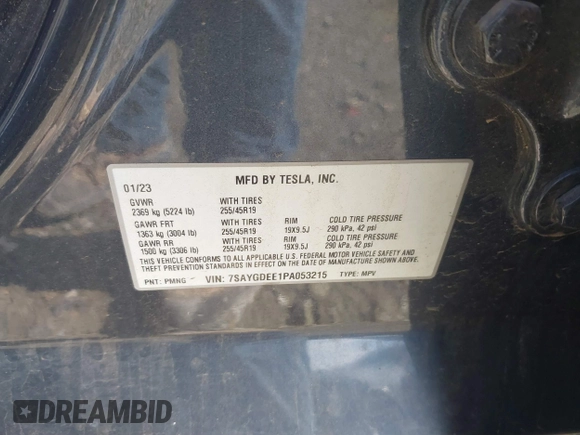 MFD BY TESLA, INC.
01/23
GVWR WITH TIRES
2369 kg (5224 lb) 255/45R19
GAWR FRT WITH TIRES RIM COLD TIRE PRESSURE
1363 kg (3004 lb) 255/45R19 19X9.5J 290 kPa, 42 psi
GAWR RR WITH TIRES RIM COLD TIRE PRESSURE
1500 kg (3306 lb) 255/45R19 19X9.5J 290 kPa, 42 psi
THIS VEHICLE CONFORMS TO ALL APPLICABLE U.S. FEDERAL MOTOR VEHICLE SAFETY AND
THEFT PREVENTION STANDARDS IN EFFECT ON THE DATE OF MANUFACTURE SHOWN ABOVE.
PNT: PMNG VIN: 7SAYGDEE1PA053215 TYPE: MPV
DREAMBID